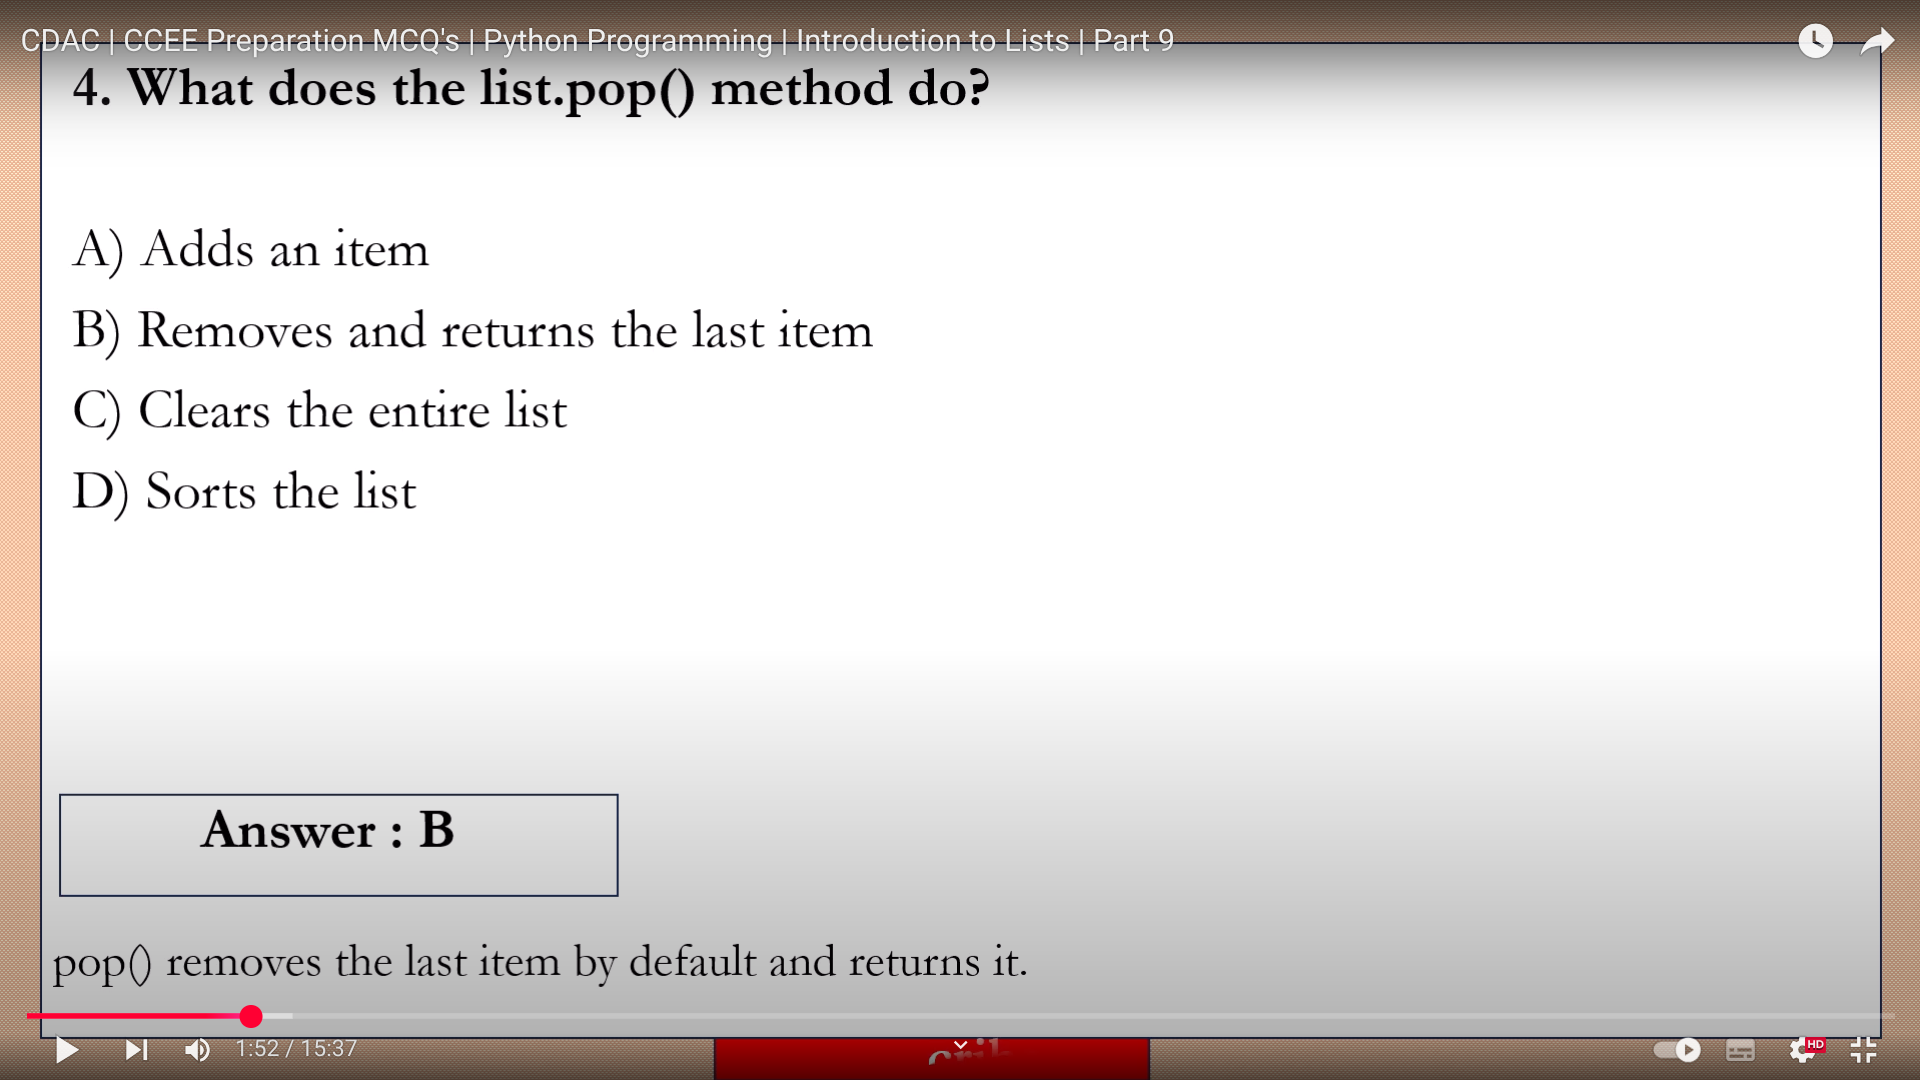 CDAC | CCEE Preparation MCQ's | Python Programming | Introduction to Lists | Part 9
4. What does the list.pop() method do?
A) Adds an item
B) Removes and returns the last item
C) Clears the entire list
D) Sorts the list
Answer : B
pop() removes the last item by default and returns it.
1:52 / 15:37
HD